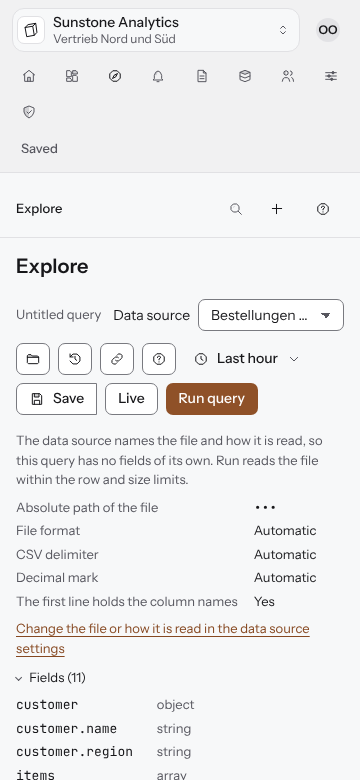 Sunstone Analytics
Vertrieb Nord und Süd
OO
Saved
Explore
Explore
Untitled query
Data source
Bestellungen ...
Last hour
Save
Live
Run query
The data source names the file and how it is read, so
this query has no fields of its own. Run reads the file
within the row and size limits.
Absolute path of the file
•••
File format
Automatic
CSV delimiter
Automatic
Decimal mark
Automatic
The first line holds the column names
Yes
Change the file or how it is read in the data source
settings
Fields (11)
customer
object
customer.name
string
customer.region
string
items
array